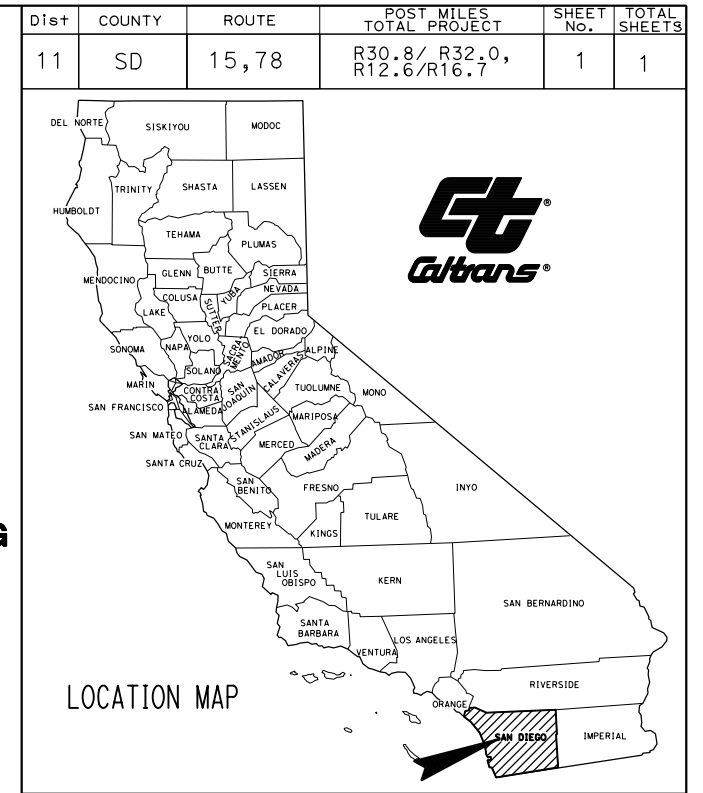 Dist COUNTY ROUTE POST MILES TOTAL PROJECT SHEET No. TOTAL SHEETS
11 SD 15,78 R30.8/ R32.0, R12.6/R16.7 1 1
DEL NORTE SISKIYOU MODOC
Ct®
Caltrans®
TRINITY SHASTA LASSEN
HUMBOLDT
TEHAMA
PLUMAS
MENDOCINO GLENN BUTTE SIERRA
NEVADA
COLUSA SUTTER YUBA PLACER
LAKE
EL DORADO
SONOMA NAPA YOLO SACRAMENTO AMADOR ALPINE
SOLANO CALAVERAS
MARIN CONTRA COSTA SAN JOAQUIN TUOLUMNE MONO
SAN FRANCISCO ALAMEDA
STANISLAUS MARIPOSA
SAN MATEO SANTA CLARA MERCED MADERA
SANTA CRUZ
SAN BENITO FRESNO INYO
G
MONTEREY KINGS TULARE
SAN LUIS OBISPO KERN
SAN BERNARDINO
SANTA BARBARA
VENTURA LOS ANGELES
LOCATION MAP
ORANGE RIVERSIDE
SAN DIEGO IMPERIAL